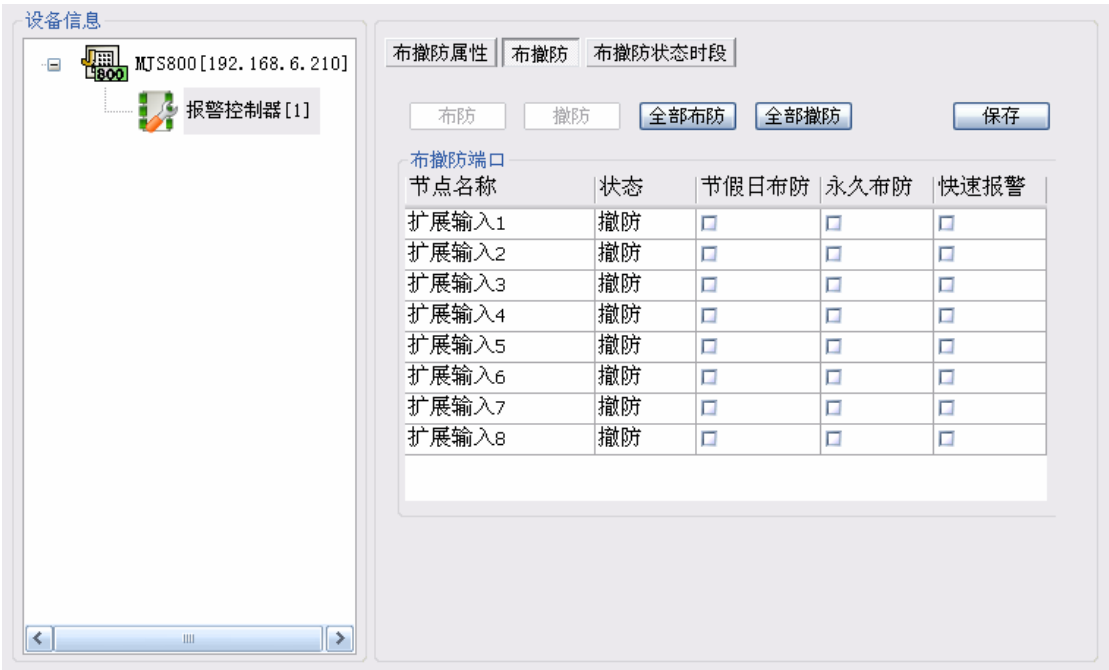 设备信息
MJS800[192.168.6.210]
800
报警控制器[1]
布撤防属性 布撤防 布撤防状态时段
布防 撤防 全部布防 全部撤防 保存
布撤防端口
节点名称 状态 节假日布防 永久布防 快速报警
扩展输入1 撤防
扩展输入2 撤防
扩展输入3 撤防
扩展输入4 撤防
扩展输入5 撤防
扩展输入6 撤防
扩展输入7 撤防
扩展输入8 撤防